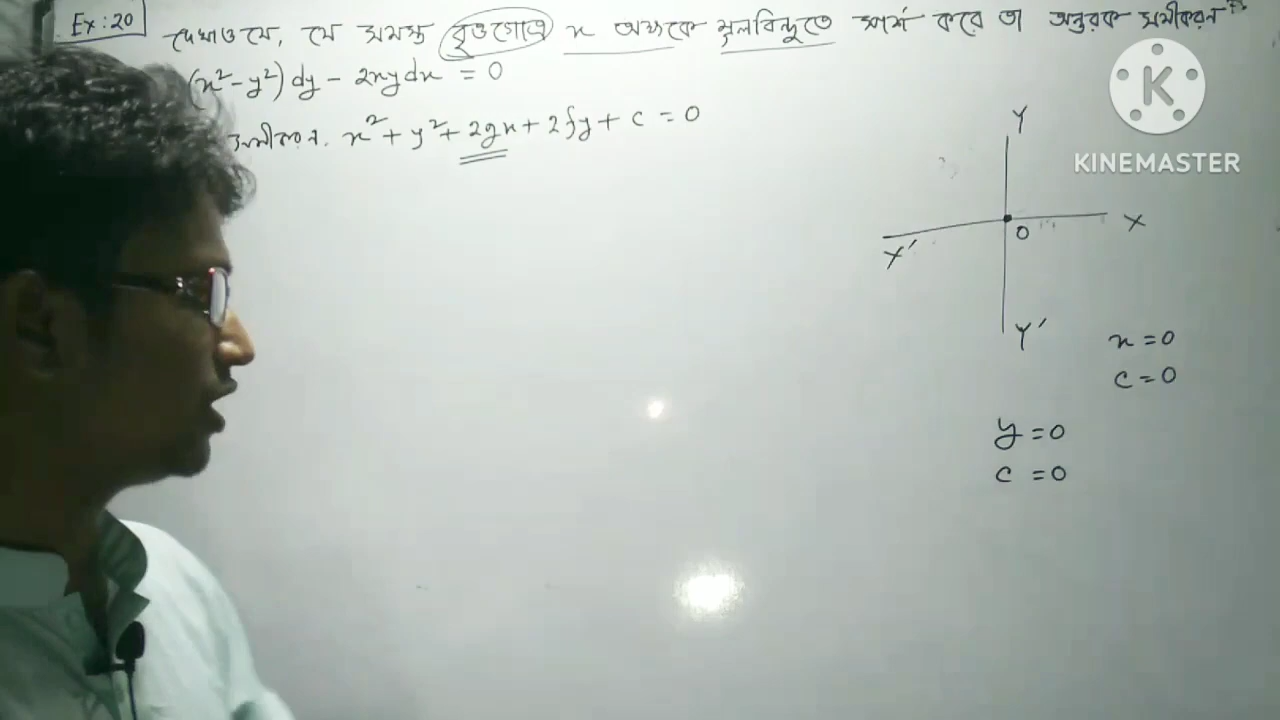 Ex: 20
দেখাও যে, যে সমস্ত বৃত্তগোত্র x অক্ষকে মূলবিন্দুতে স্পর্শ করে তা অন্তরক সমীকরণ
(x² - y²) dy - 2xy dx = 0
x² + y² + 2gx + 2fy + c = 0
KINEMASTER
Y
X
O
X'
Y'
x = 0
c = 0
y = 0
c = 0